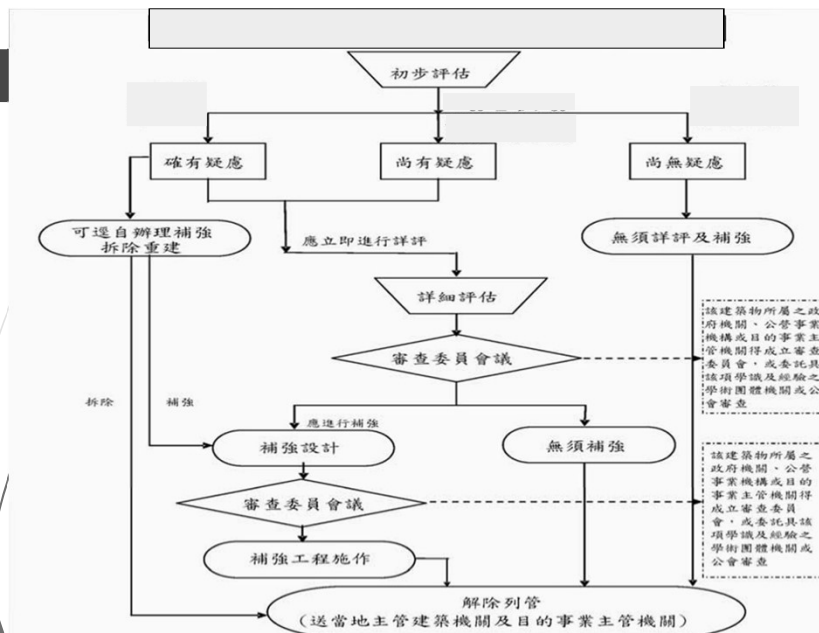 初步評估
確有疑慮
尚有疑慮
尚無疑慮
可逕自辦理補強
拆除重建
應立即進行詳評
無須詳評及補強
詳細評估
該建築物所屬之政
府機關、公營事業
機構或目的事業主
管機關得成立審查
委員會，或委託具
該項學識及經驗之
學術團體機關或公
會審查
審查委員會議
拆除
補強
應進行補強
補強設計
無須補強
該建築物所屬之
政府機關、公營
事業機構或目的
事業主管機關得
成立審查委員
會，或委託具該
項學識及經驗之
學術團體機關或
公會審查
審查委員會議
補強工程施作
解除列管
(送當地主管建築機關及目的事業主管機關)